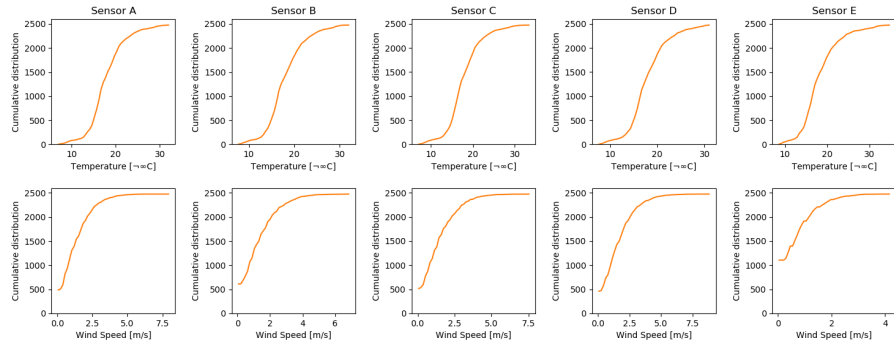 Sensor A Sensor B Sensor C Sensor D Sensor E
Cumulative distribution Cumulative distribution Cumulative distribution Cumulative distribution Cumulative distribution
2500 2500 2500 2500 2500
2000 2000 2000 2000 2000
1500 1500 1500 1500 1500
1000 1000 1000 1000 1000
500 500 500 500 500
0 0 0 0 0
10 20 30 10 20 30 10 20 30 10 20 30 10 20 30
Temperature [¬∞C] Temperature [¬∞C] Temperature [¬∞C] Temperature [¬∞C] Temperature [¬∞C]
Cumulative distribution Cumulative distribution Cumulative distribution Cumulative distribution Cumulative distribution
2500 2500 2500 2500 2500
2000 2000 2000 2000 2000
1500 1500 1500 1500 1500
1000 1000 1000 1000 1000
500 500 500 500 500
0 0 0 0 0
0.0 2.5 5.0 7.5 0 2 4 6 0.0 2.5 5.0 7.5 0.0 2.5 5.0 7.5 0 2 4
Wind Speed [m/s] Wind Speed [m/s] Wind Speed [m/s] Wind Speed [m/s] Wind Speed [m/s]